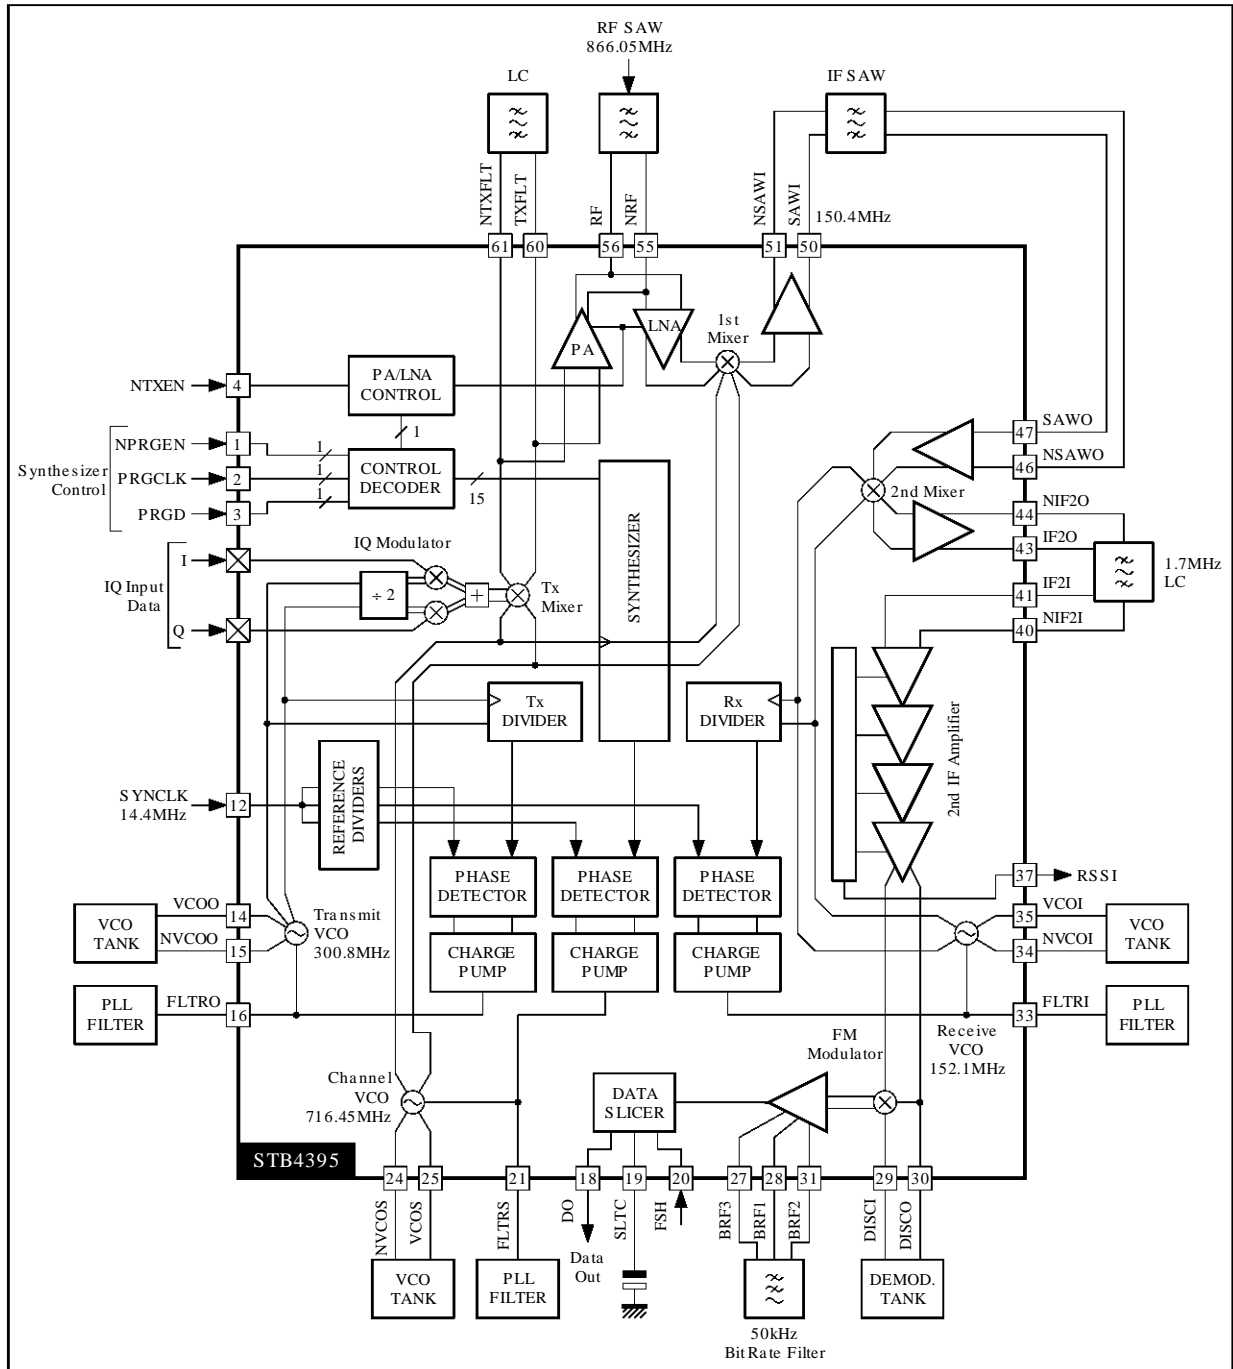 RF SAW
866.05MHz
LC
IF SAW
NTXFLT
TXFLT
RF
NRF
NSAWI
SAWI
150.4MHz
61
60
56
55
51
50
PA
LNA
1st
Mixer
NTXEN
4
PA/LNA
CONTROL
1
Synthesizer
Control
NPRGEN
1
1
PRGCLK
2
1
PRGD
3
1
CONTROL
DECODER
15
SYNTHESIZER
47
SAWO
46
NSAWO
2nd Mixer
44
NIF2O
43
IF2O
1.7MHz
LC
41
IF2I
40
NIF2I
IQ Input
Data
I
Q
IQ Modulator
÷ 2
+
Tx
Mixer
Tx
DIVIDER
Rx
DIVIDER
2nd IF Amplifier
SYNCLK
14.4MHz
12
REFERENCE
DIVIDERS
PHASE
DETECTOR
PHASE
DETECTOR
PHASE
DETECTOR
37
RSSI
VCO
TANK
VCOO
14
NVCOO
15
Transmit
VCO
300.8MHz
CHARGE
PUMP
CHARGE
PUMP
CHARGE
PUMP
35
VCOI
34
NVCOI
VCO
TANK
PLL
FILTER
FLTRO
16
33
FLTRI
PLL
FILTER
Receive
VCO
152.1MHz
FM
Modulator
Channel
VCO
716.45MHz
DATA
SLICER
STB4395
24
25
21
18
19
20
27
28
31
29
30
NVCOS
VCOS
FLTRS
DO
SLTC
FSH
BRF3
BRF1
BRF2
DISCI
DISCO
Data
Out
VCO
TANK
PLL
FILTER
DEMOD.
TANK
50kHz
Bit Rate Filter